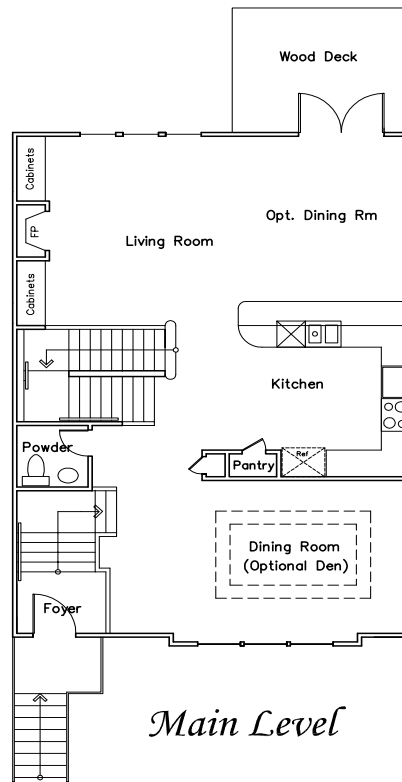 Wood Deck
Cabinets
Opt. Dining Rm
FP
Living Room
Cabinets
Kitchen
Powder
Ref
Pantry
Dining Room
(Optional Den)
Foyer
Main Level